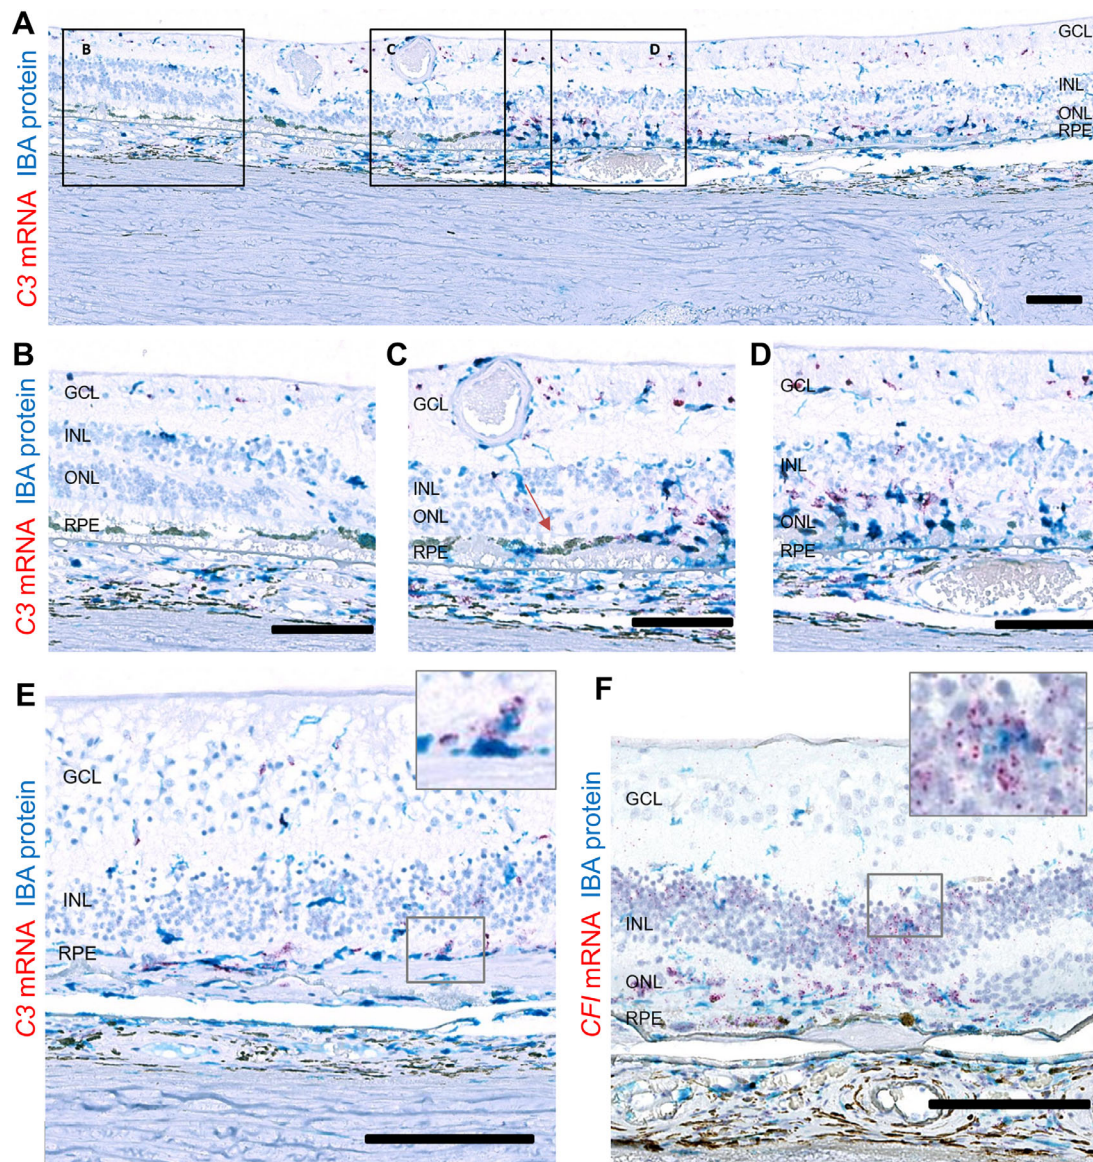 A
C3 mRNA IBA protein
B
C
D
GCL
INL
ONL
RPE
B
C3 mRNA IBA protein
GCL
INL
ONL
RPE
C
GCL
INL
ONL
RPE
D
GCL
INL
ONL
RPE
E
C3 mRNA IBA protein
GCL
INL
RPE
F
CFI mRNA IBA protein
GCL
INL
ONL
RPE